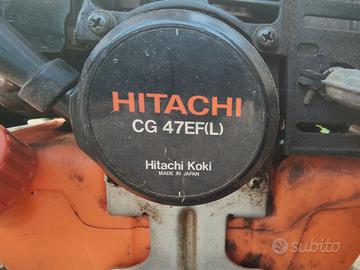 HITACHI
CG 47EF(L)
Hitachi Koki
MADE IN JAPAN
subito